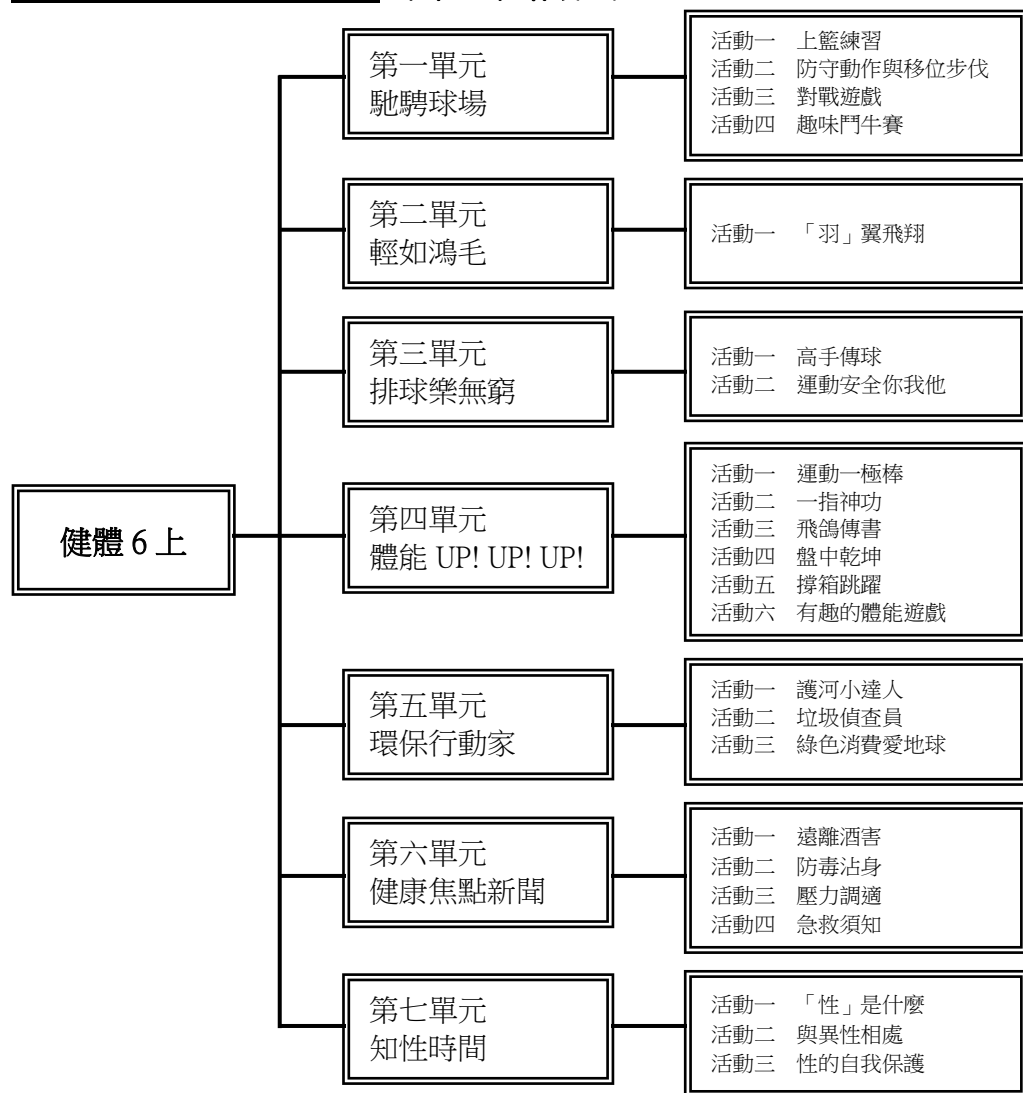 第一單元
馳騁球場
活動一 上籃練習
活動二 防守動作與移位步伐
活動三 對戰遊戲
活動四 趣味鬥牛賽
第二單元
輕如鴻毛
活動一 「羽」翼飛翔
第三單元
排球樂無窮
活動一 高手傳球
活動二 運動安全你我他
健體 6 上
第四單元
體能 UP! UP! UP!
活動一 運動一極棒
活動二 一指神功
活動三 飛鴿傳書
活動四 盤中乾坤
活動五 撐箱跳躍
活動六 有趣的體能遊戲
第五單元
環保行動家
活動一 護河小達人
活動二 垃圾偵查員
活動三 綠色消費愛地球
第六單元
健康焦點新聞
活動一 遠離酒害
活動二 防毒沾身
活動三 壓力調適
活動四 急救須知
第七單元
知性時間
活動一 「性」是什麼
活動二 與異性相處
活動三 性的自我保護